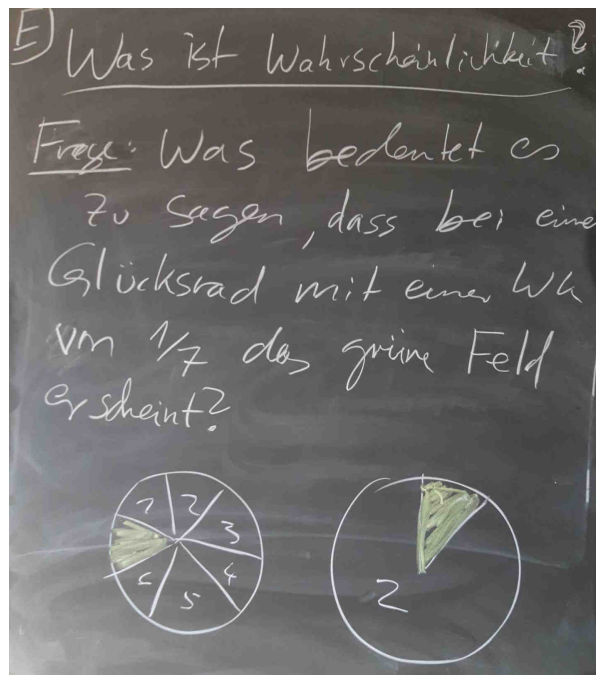 E) Was ist Wahrscheinlichkeit?
Frage: Was bedeutet es
zu sagen, dass bei eine
Glücksrad mit einer Wk
von 1/7 das grüne Feld
erscheint?
1 2 3 4 5 6
2